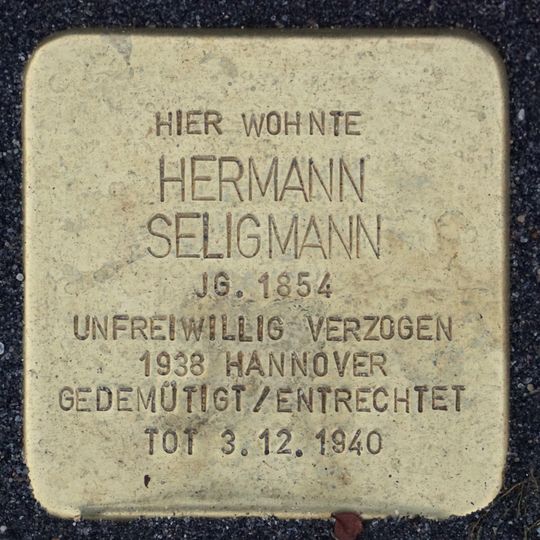 HIER WOHNTE
HERMANN
SELIGMANN
JG. 1854
UNFREIWILLIG VERZOGEN
1938 HANNOVER
GEDEMÜTIGT/ENTRECHTET
TOT 3.12.1940